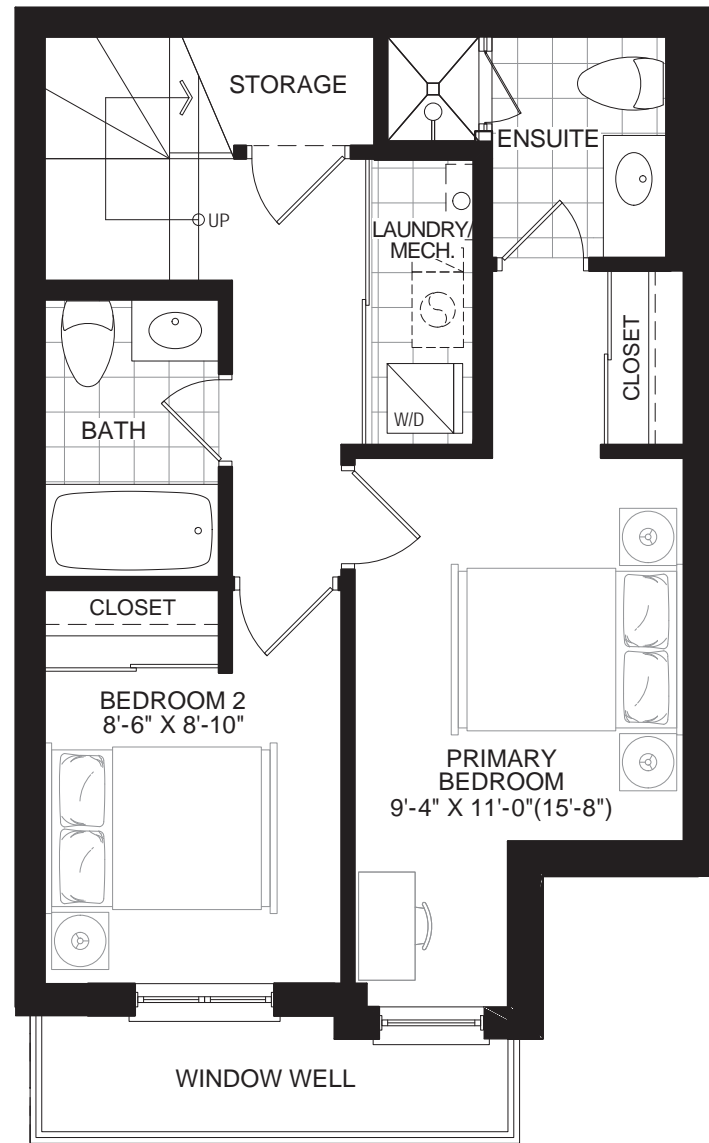 STORAGE
ENSUITE
UP
LAUNDRY/
MECH.
CLOSET
W/D
BATH
CLOSET
BEDROOM 2
8'-6" X 8'-10"
PRIMARY
BEDROOM
9'-4" X 11'-0"(15'-8")
WINDOW WELL